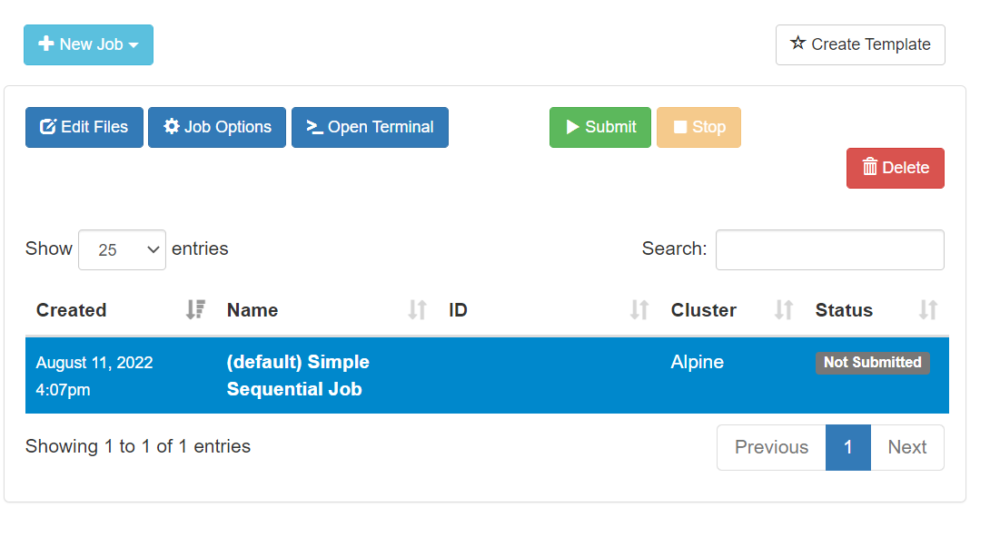 New Job
Create Template
Edit Files
Job Options
Open Terminal
Submit
Stop
Delete
Show 25 entries
Search:
Created Name ID Cluster Status
August 11, 2022 (default) Simple Alpine Not Submitted
4:07pm Sequential Job
Showing 1 to 1 of 1 entries
Previous 1 Next